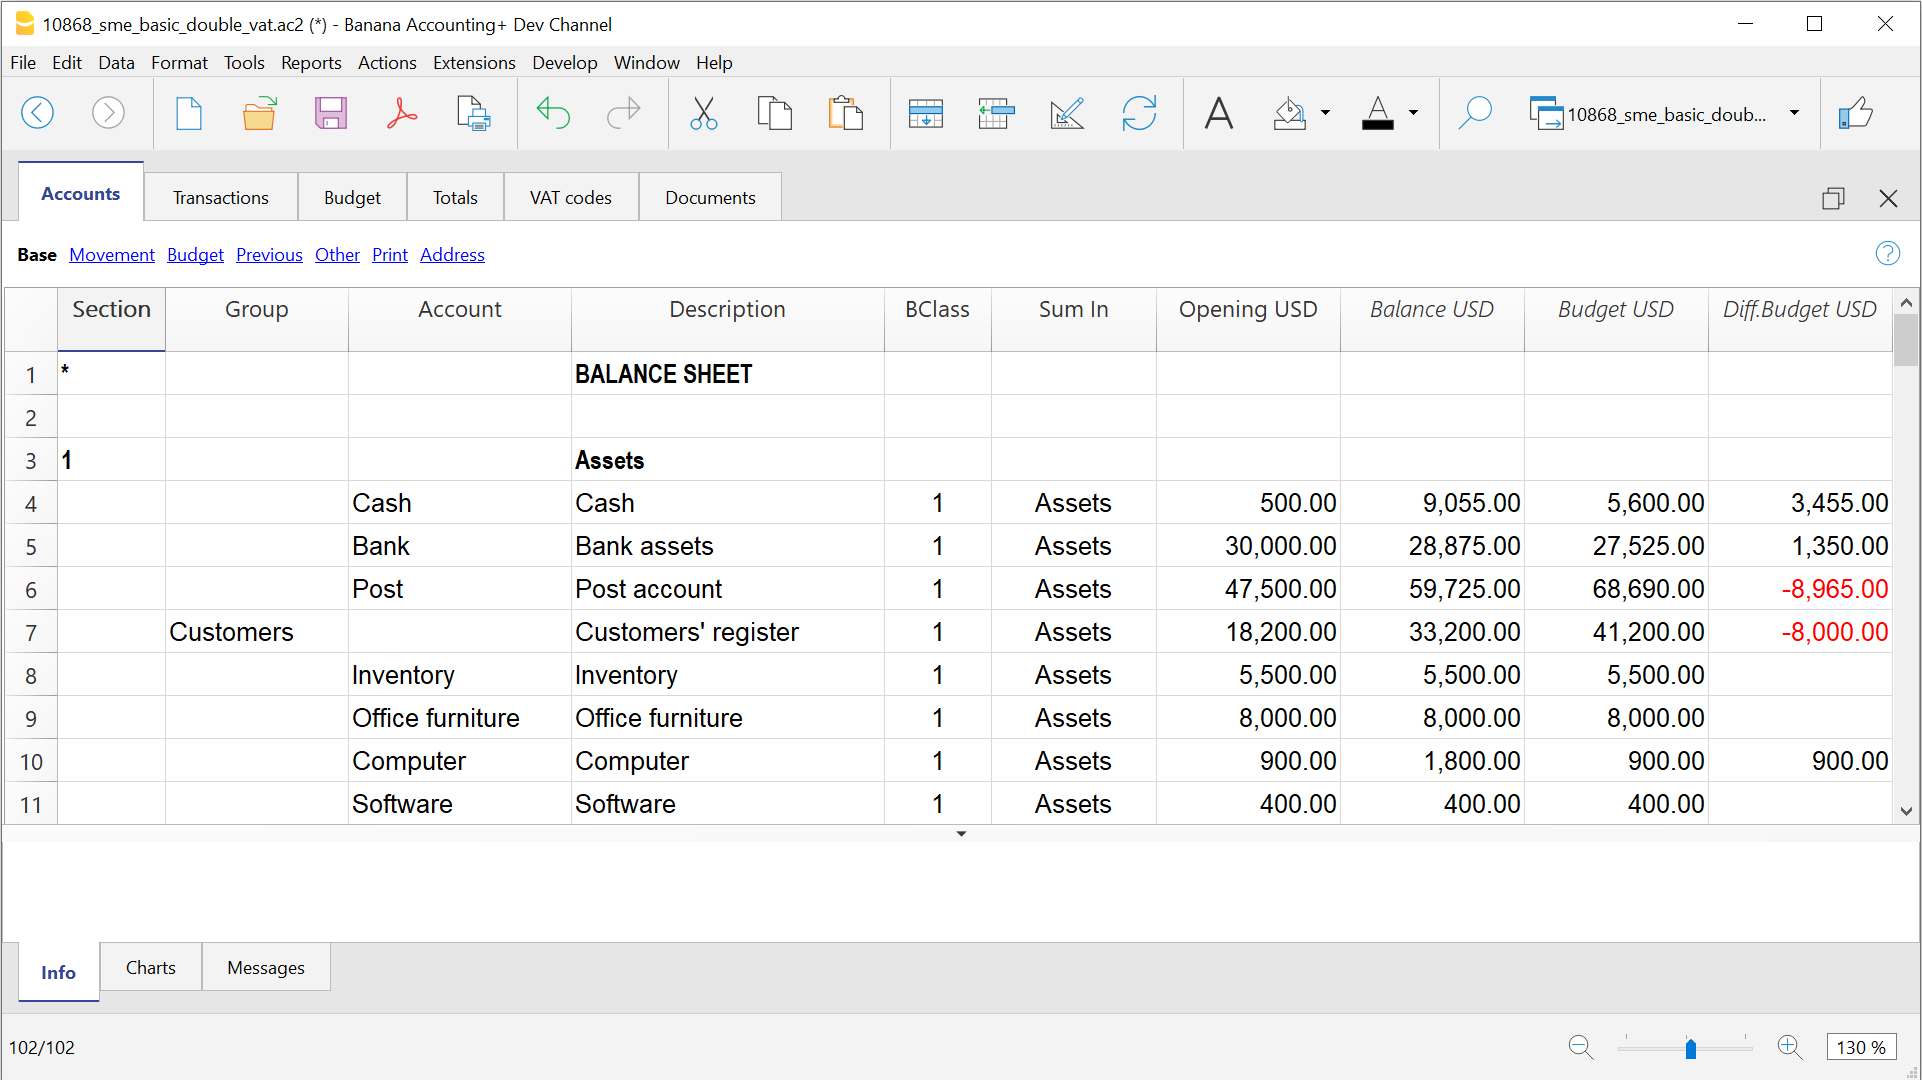 10868_sme_basic_double_vat.ac2 (*) - Banana Accounting+ Dev Channel
File Edit Data Format Tools Reports Actions Extensions Develop Window Help
10868_sme_basic_doub...
Accounts Transactions Budget Totals VAT codes Documents
Base Movement Budget Previous Other Print Address
Section Group Account Description BClass Sum In Opening USD Balance USD Budget USD Diff.Budget USD
1 * BALANCE SHEET
2
3 1 Assets
4 Cash Cash 1 Assets 500.00 9,055.00 5,600.00 3,455.00
5 Bank Bank assets 1 Assets 30,000.00 28,875.00 27,525.00 1,350.00
6 Post Post account 1 Assets 47,500.00 59,725.00 68,690.00 -8,965.00
7 Customers Customers' register 1 Assets 18,200.00 33,200.00 41,200.00 -8,000.00
8 Inventory Inventory 1 Assets 5,500.00 5,500.00 5,500.00
9 Office furniture Office furniture 1 Assets 8,000.00 8,000.00 8,000.00
10 Computer Computer 1 Assets 900.00 1,800.00 900.00 900.00
11 Software Software 1 Assets 400.00 400.00 400.00
Info Charts Messages
102/102 130 %